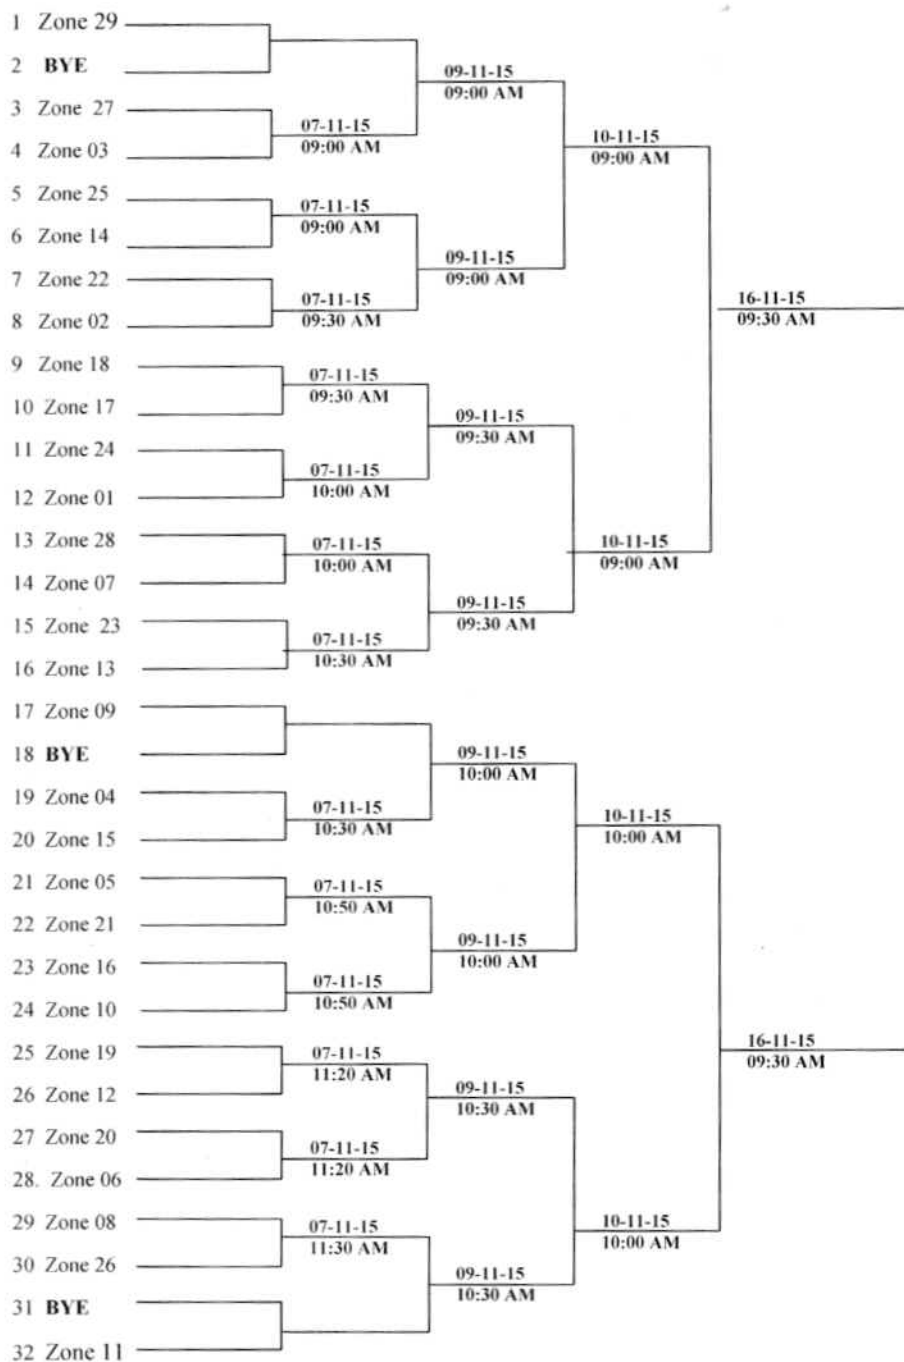 1 Zone 29
2 BYE
3 Zone 27
4 Zone 03
5 Zone 25
6 Zone 14
7 Zone 22
8 Zone 02
9 Zone 18
10 Zone 17
11 Zone 24
12 Zone 01
13 Zone 28
14 Zone 07
15 Zone 23
16 Zone 13
17 Zone 09
18 BYE
19 Zone 04
20 Zone 15
21 Zone 05
22 Zone 21
23 Zone 16
24 Zone 10
25 Zone 19
26 Zone 12
27 Zone 20
28. Zone 06
29 Zone 08
30 Zone 26
31 BYE
32 Zone 11
07-11-15
09:00 AM
07-11-15
09:00 AM
07-11-15
09:30 AM
07-11-15
09:30 AM
07-11-15
10:00 AM
07-11-15
10:00 AM
07-11-15
10:30 AM
07-11-15
10:30 AM
07-11-15
10:50 AM
07-11-15
10:50 AM
07-11-15
11:20 AM
07-11-15
11:20 AM
07-11-15
11:30 AM
09-11-15
09:00 AM
09-11-15
09:00 AM
09-11-15
09:30 AM
09-11-15
09:30 AM
09-11-15
10:00 AM
09-11-15
10:00 AM
09-11-15
10:30 AM
09-11-15
10:30 AM
10-11-15
09:00 AM
10-11-15
09:00 AM
10-11-15
10:00 AM
10-11-15
10:00 AM
16-11-15
09:30 AM
16-11-15
09:30 AM